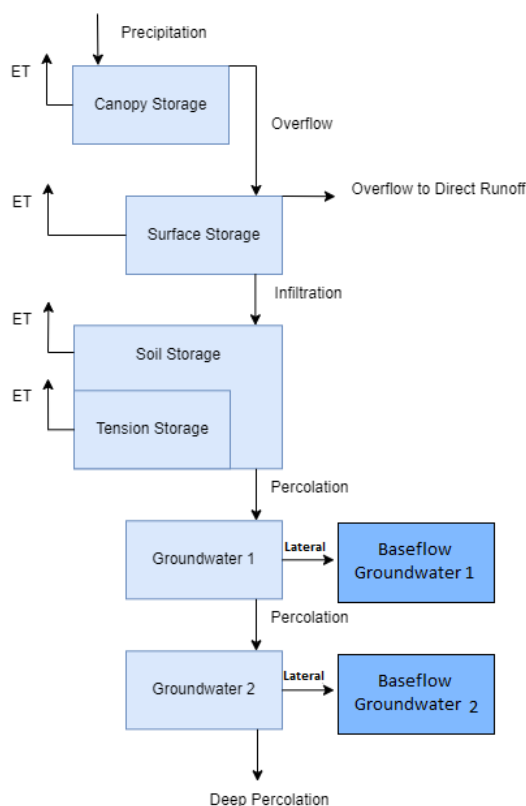 Precipitation
ET
Canopy Storage
Overflow
ET
Overflow to Direct Runoff
Surface Storage
Infiltration
ET
Soil Storage
ET
Tension Storage
Percolation
Groundwater 1
Lateral
Baseflow
Groundwater 1
Percolation
Groundwater 2
Lateral
Baseflow
Groundwater 2
Deep Percolation